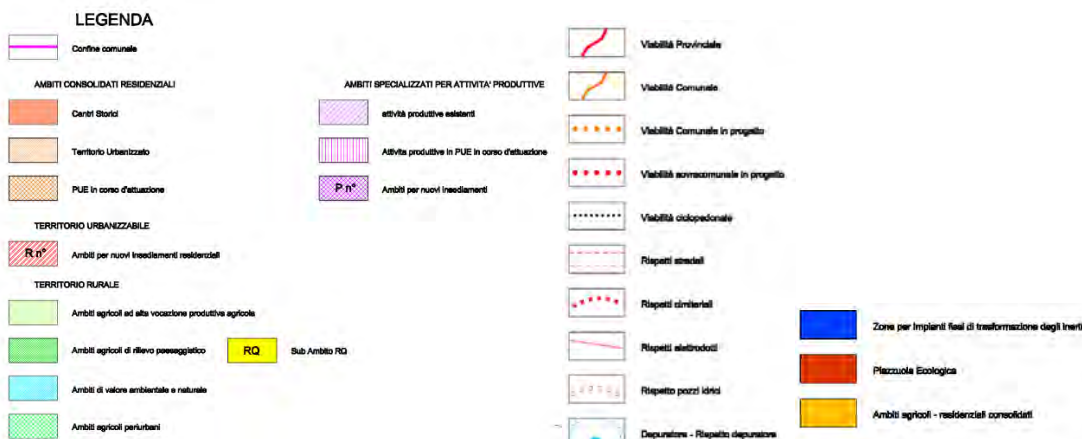 LEGENDA
Confine comunale
AMBITI CONSOLIDATI RESIDENZIALI
Centri Storici
Territorio Urbanizzato
PUE in corso d'attuazione
TERRITORIO URBANIZZABILE
R n°
Ambiti per nuovi insediamenti residenziali
TERRITORIO RURALE
Ambiti agricoli ad alta vocazione produttiva agricola
Ambiti agricoli di rilievo paesaggistico
RQ
Sub Ambito RQ
Ambiti di valore ambientale e naturale
Ambiti agricoli periurbani
AMBITI SPECIALIZZATI PER ATTIVITA' PRODUTTIVE
attività produttive esistenti
Attivita produttive in PUE in corso d'attuazione
P n°
Ambiti per nuovi insediamenti
Viabilità Provinciale
Viabilità Comunale
Viabilità Comunale in progetto
Viabilità sovracomunale in progetto
Viabilità ciclopedonale
Rispetti stradali
Rispetti cimiteriali
Rispetti elettrodotti
Rispetto pozzi idrici
Depuratore - Rispetto depuratore
Zone per impianti fissi di trasformazione degli inerti
Piazzuola Ecologica
Ambiti agricoli - residenziali consolidati